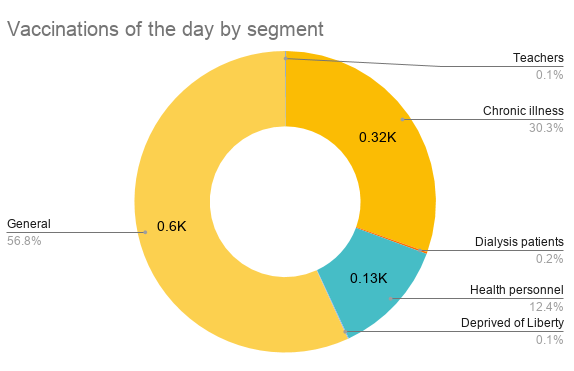 Vaccinations of the day by segment
Teachers
0.1%
Chronic illness
30.3%
0.32K
General
56.8%
0.6K
Dialysis patients
0.2%
0.13K
Health personnel
12.4%
Deprived of Liberty
0.1%